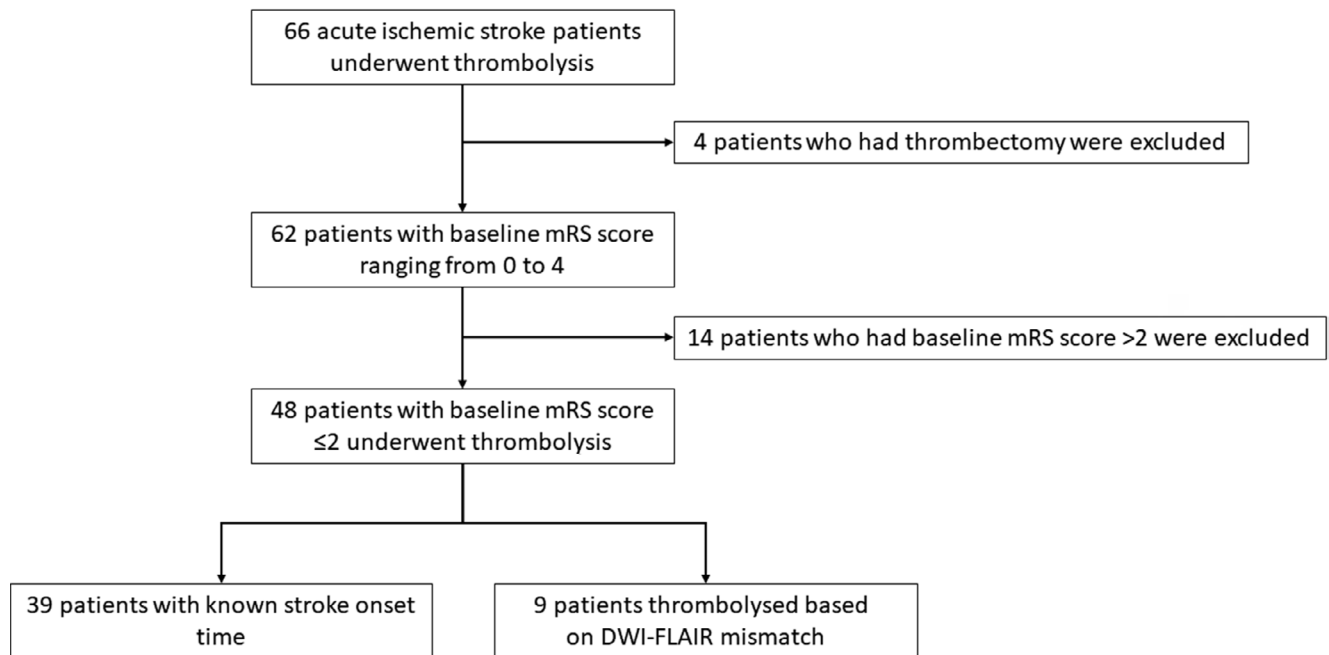 66 acute ischemic stroke patients
underwent thrombolysis
4 patients who had thrombectomy were excluded
62 patients with baseline mRS score
ranging from 0 to 4
14 patients who had baseline mRS score >2 were excluded
48 patients with baseline mRS score
≤2 underwent thrombolysis
39 patients with known stroke onset
time
9 patients thrombolysed based
on DWI-FLAIR mismatch